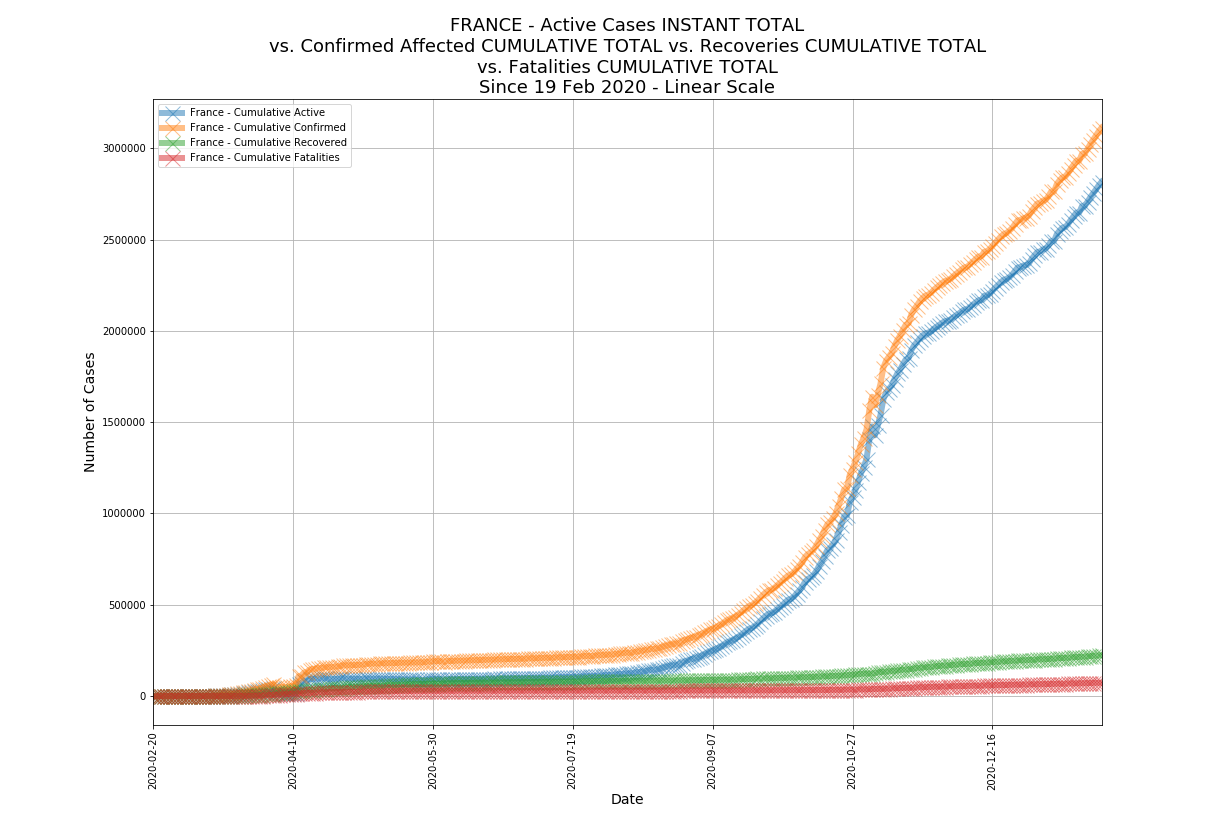 FRANCE - Active Cases INSTANT TOTAL
vs. Confirmed Affected CUMULATIVE TOTAL vs. Recoveries CUMULATIVE TOTAL
vs. Fatalities CUMULATIVE TOTAL
Since 19 Feb 2020 - Linear Scale
France - Cumulative Active
France - Cumulative Confirmed
France - Cumulative Recovered
France - Cumulative Fatalities
3000000
2500000
2000000
1500000
1000000
500000
0
Number of Cases
2020-02-20
2020-04-10
2020-05-30
2020-07-19
2020-09-07
2020-10-27
2020-12-16
Date